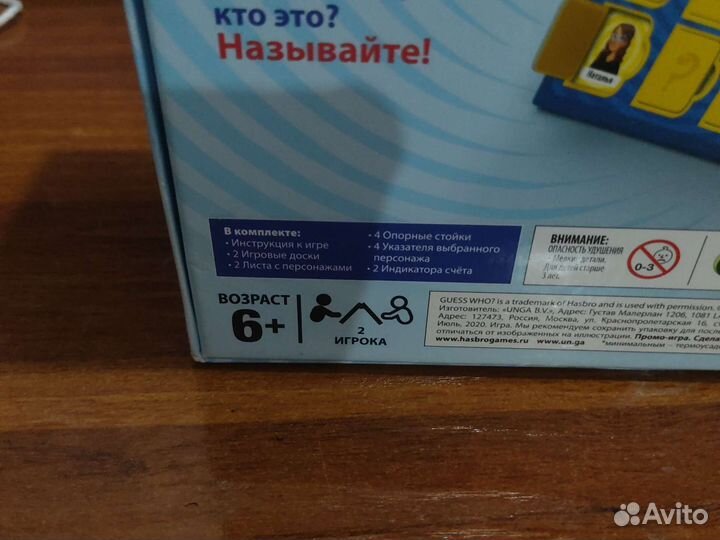 кто это?
Называйте!
Наталья
?
В комплекте:
• Инструкция к игре
• 2 Игровые доски
• 2 Листа с персонажами
• 4 Опорные стойки
• 4 Указателя выбранного
персонажа
• 2 Индикатора счёта
ВНИМАНИЕ:
ОПАСНОСТЬ УДУШЕНИЯ
- Мелкие детали.
Для детей старше
3 лет.
0-3
ВОЗРАСТ
6+
2
ИГРОКА
GUESS WHO? is a trademark of Hasbro and is used with permission.
Изготовитель: «UNGA B.V.», Адрес: Густав Малерлан 1206, 1081 L
Адрес: 127473, Россия, Москва, ул. Краснопролетарская 16, с
Июль, 2020. Игра. Мы рекомендуем сохранить упаковку для
отличаться от изображенных на иллюстрации. Промо-игра.
www.hasbrogames.ru www.un.ga *минимальный – термоусад
Avito